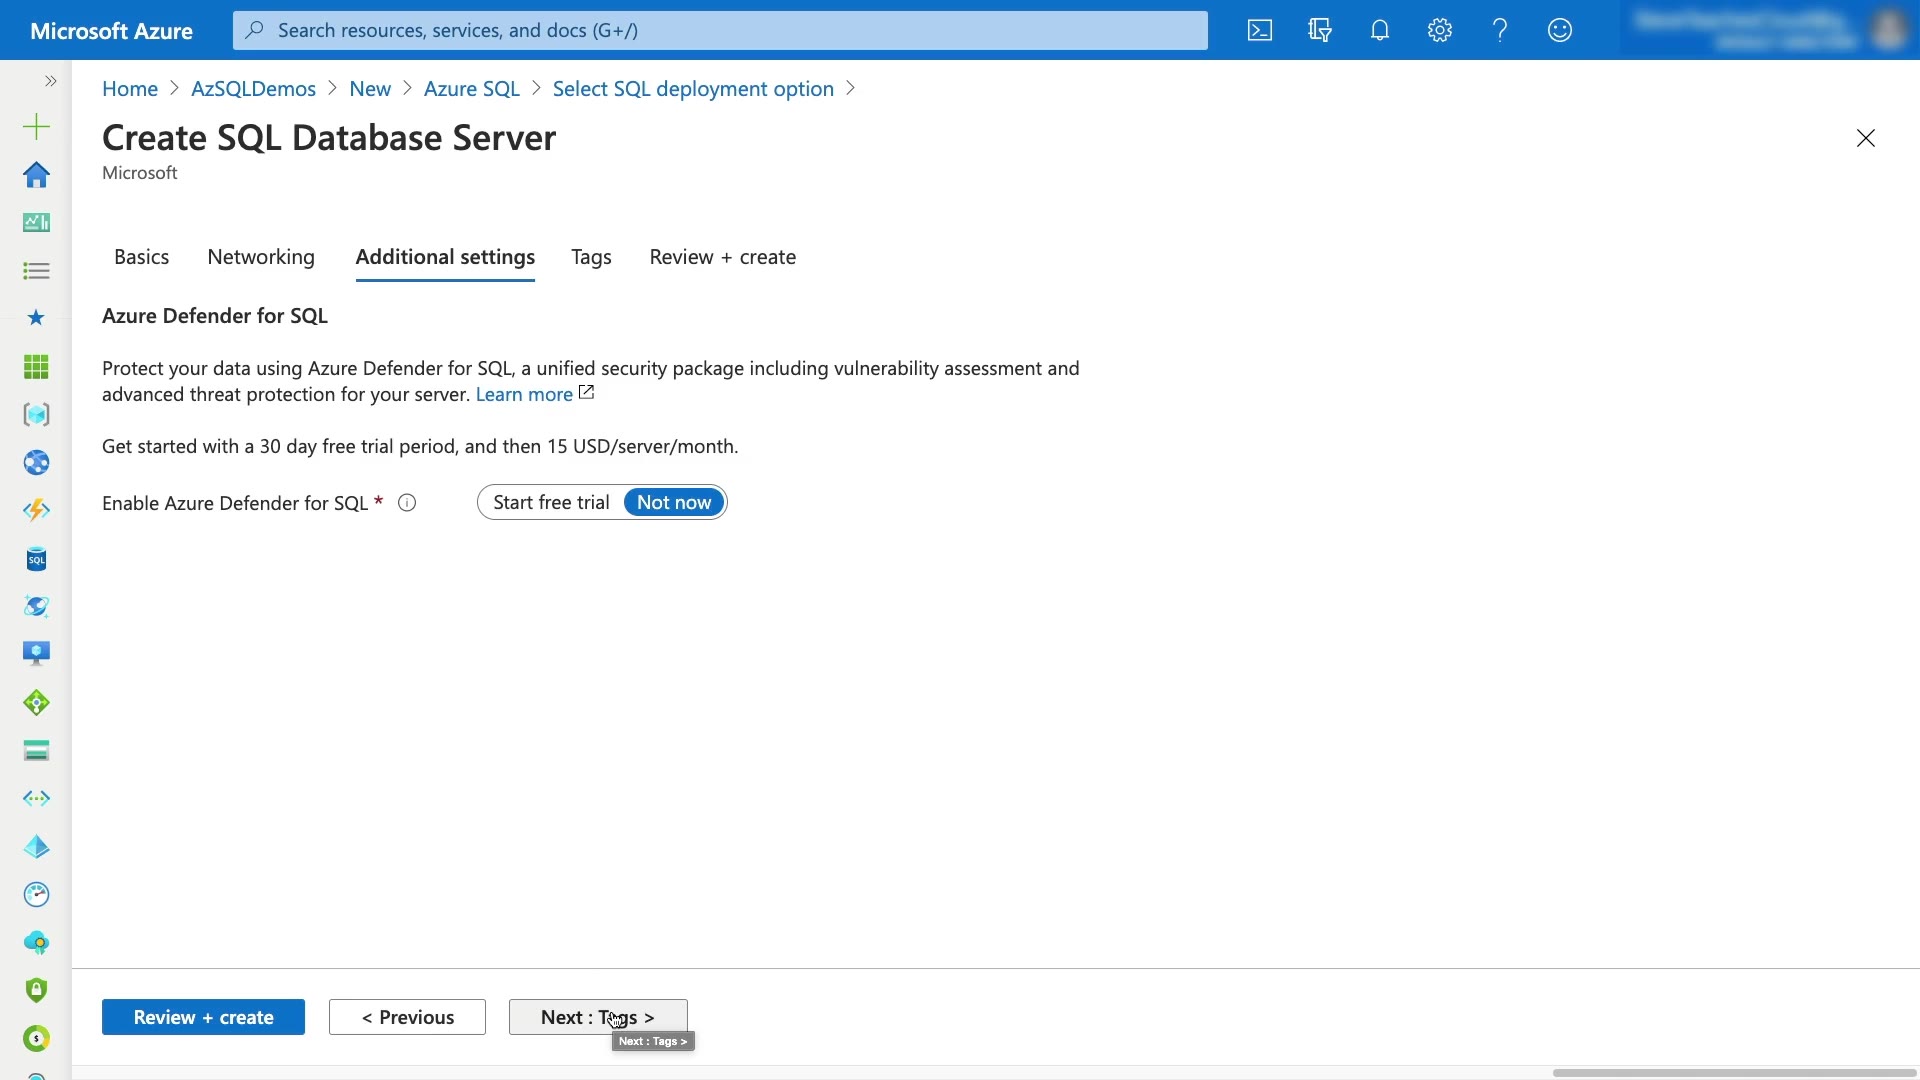 Microsoft Azure
Search resources, services, and docs (G+/)
Home > AzSQLDemos > New > Azure SQL > Select SQL deployment option >
Create SQL Database Server
Microsoft
Basics Networking Additional settings Tags Review + create
Azure Defender for SQL
Protect your data using Azure Defender for SQL, a unified security package including vulnerability assessment and
advanced threat protection for your server. Learn more
Get started with a 30 day free trial period, and then 15 USD/server/month.
Enable Azure Defender for SQL * Start free trial Not now
SQL
Review + create < Previous Next : Tags >
Next : Tags >